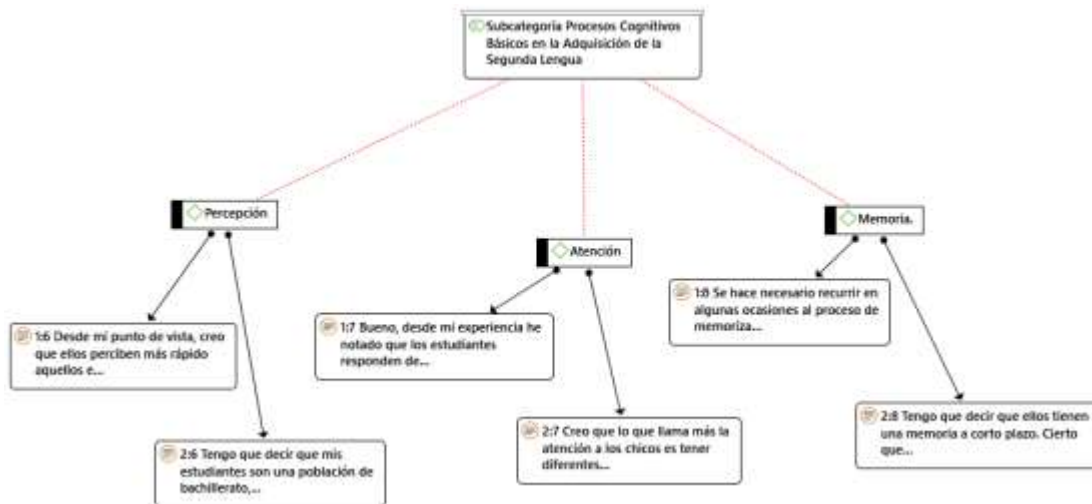 Subcategoría Procesos Cognitivos
Básicos en la Adquisición de la
Segunda Lengua
Percepción
Atención
Memoria.
1:6 Desde mi punto de vista, creo
que ellos perciben más rápido
aquellos e...
2:6 Tengo que decir que mis
estudiantes son una población de
bachillerato,...
1:7 Bueno, desde mi experiencia he
notado que los estudiantes
responden de...
2:7 Creo que lo que llama más la
atención a los chicos es tener
diferentes...
1:8 Se hace necesario recurrir en
algunas ocasiones al proceso de
memoriza...
2:8 Tengo que decir que ellos tienen
una memoria a corto plazo. Cierto
que...